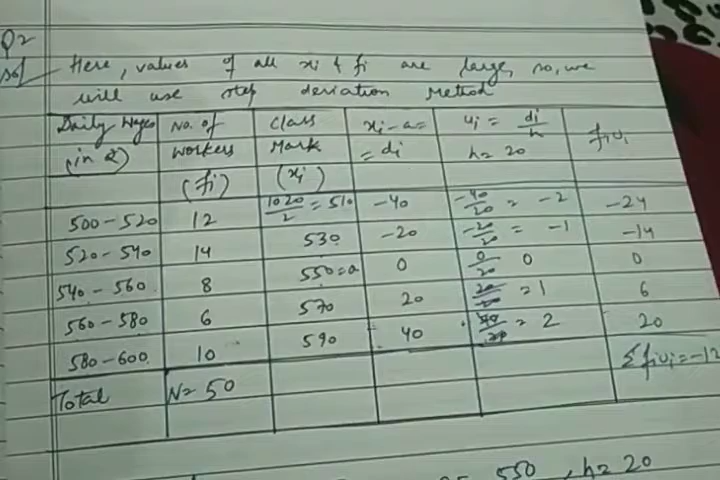 Q2
Sol Here, values of all xi & fi are large, so, we
will use step deviation Method
Daily Wages (in ₹) | No. of workers (fi) | Class Mark (xi) | xi-a= = di | ui = di/h h=20 | fiui
500-520 | 12 | 1020/2 = 510 | -40 | -40/20 = -2 | -24
520-540 | 14 | 530 | -20 | -20/20 = -1 | -14
540-560 | 8 | 550=a | 0 | 0/20 0 | 0
560-580 | 6 | 570 | 20 | 20/20 = 1 | 6
580-600 | 10 | 590 | 40 | 40/20 = 2 | 20
Total | N= 50 | Σfiui=-12
550, h=20